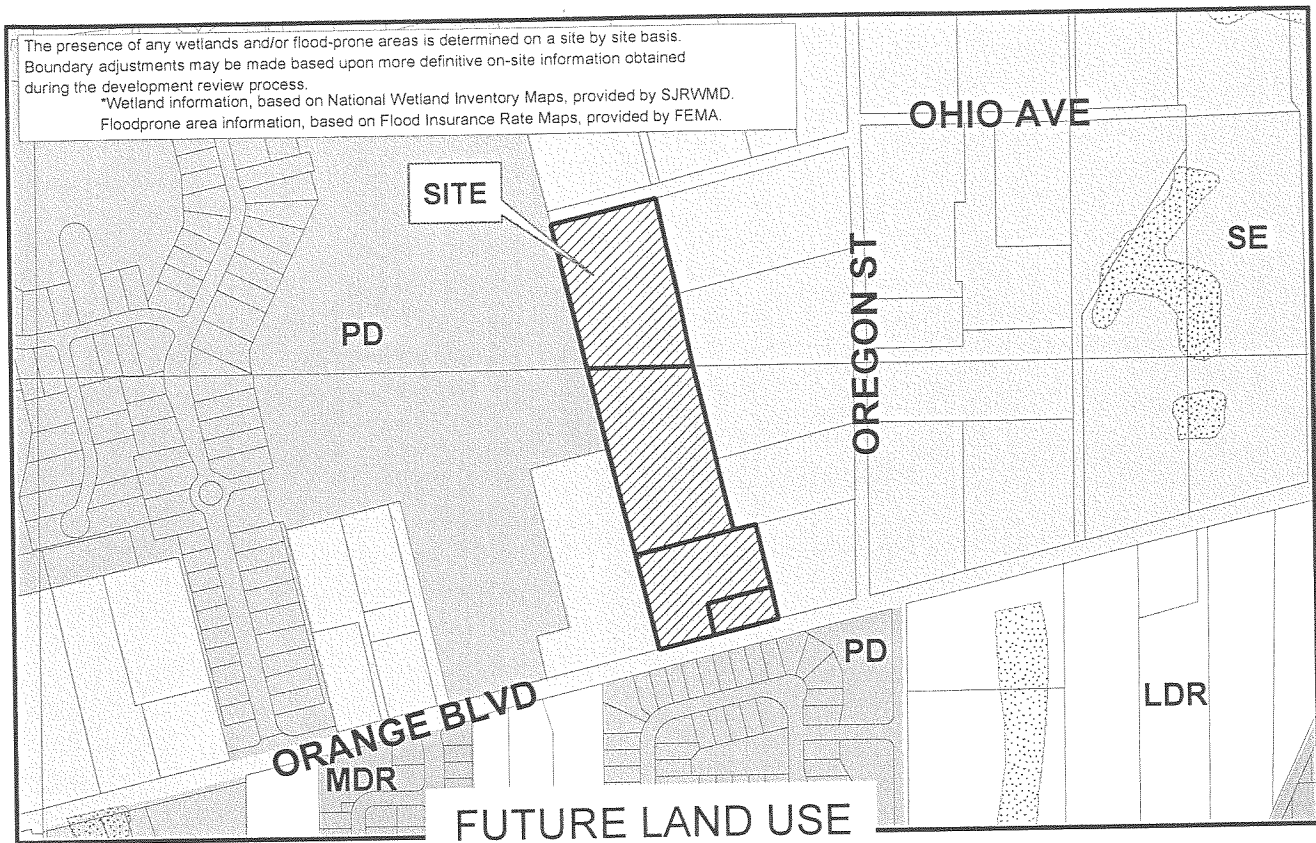 The presence of any wetlands and/or flood-prone areas is determined on a site by site basis.
Boundary adjustments may be made based upon more definitive on-site information obtained
during the development review process.
*Wetland information, based on National Wetland Inventory Maps, provided by SJRWMD.
Floodprone area information, based on Flood Insurance Rate Maps, provided by FEMA.
OHIO AVE
SITE
SE
OREGON ST
PD
PD
LDR
ORANGE BLVD
MDR
FUTURE LAND USE